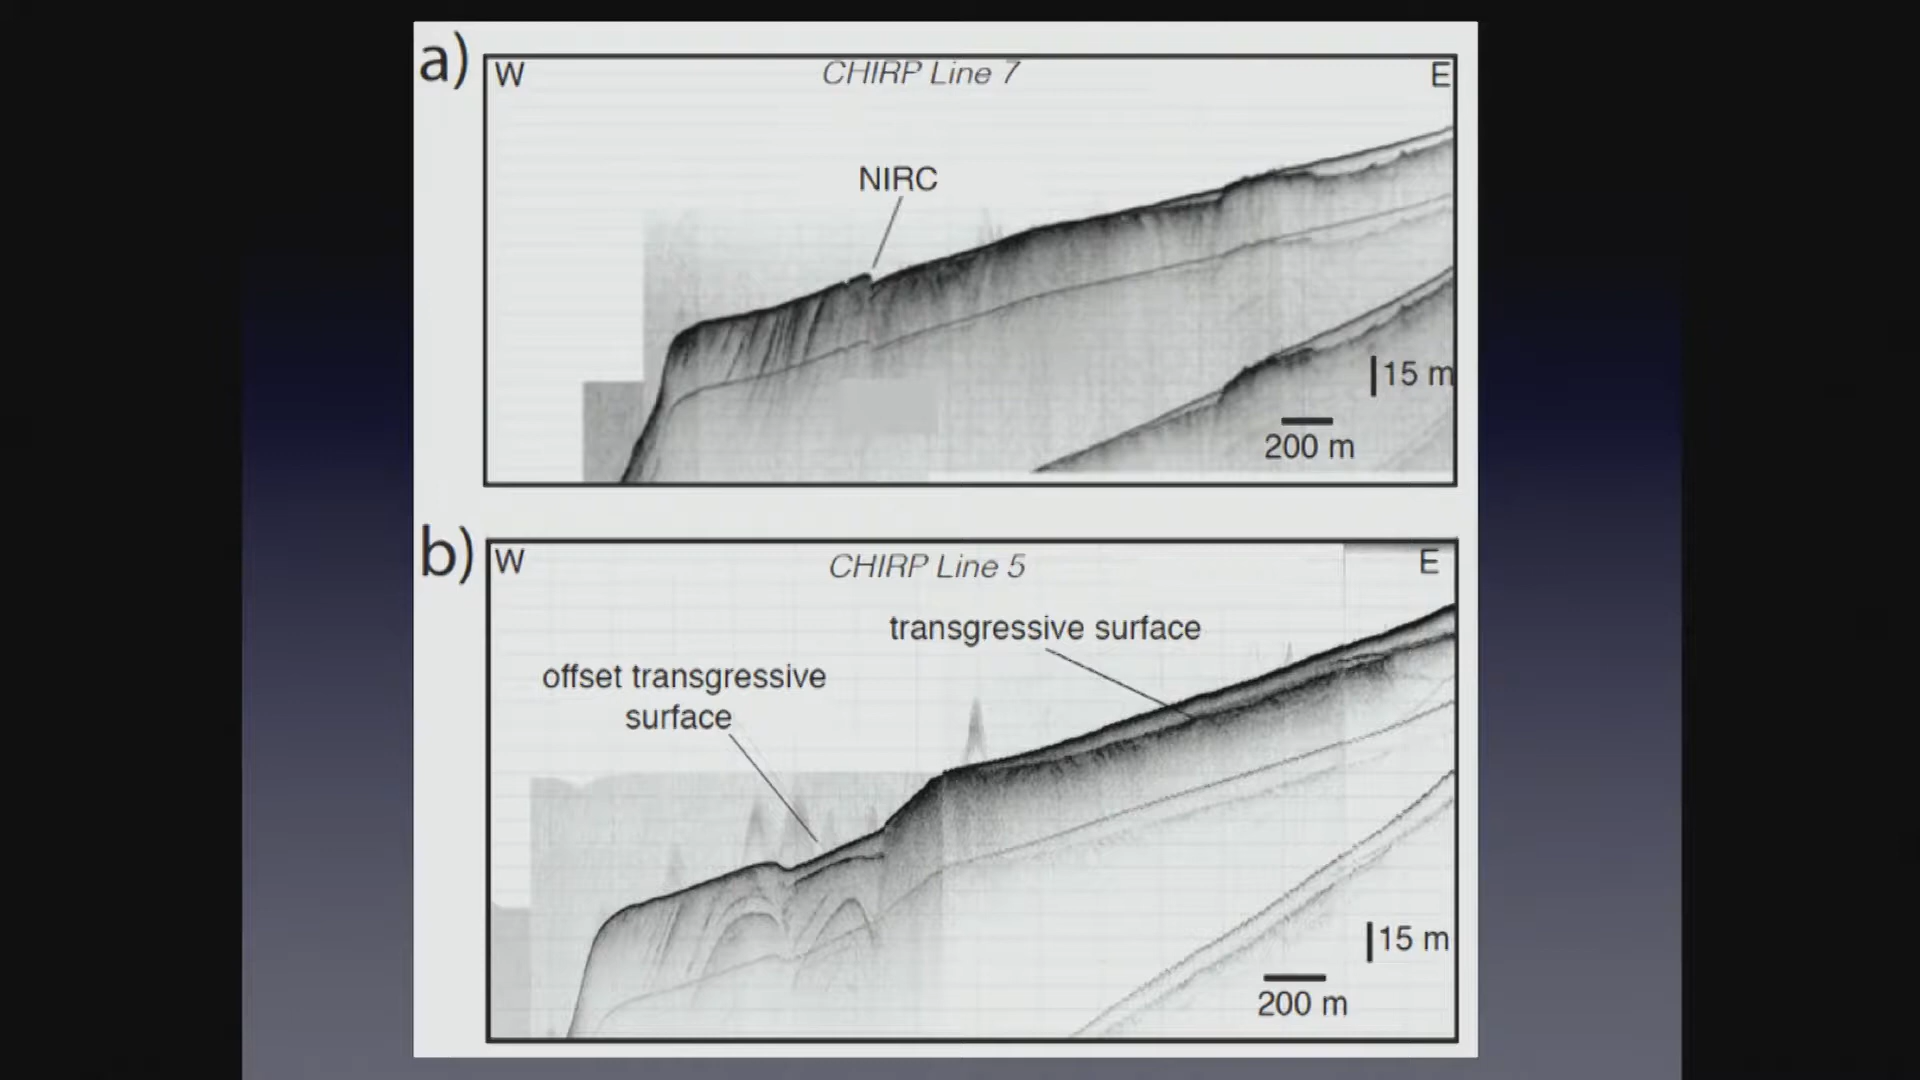 a)
W
CHIRP Line 7
E
NIRC
15 m
200 m
b)
W
CHIRP Line 5
E
transgressive surface
offset transgressive
surface
15 m
200 m